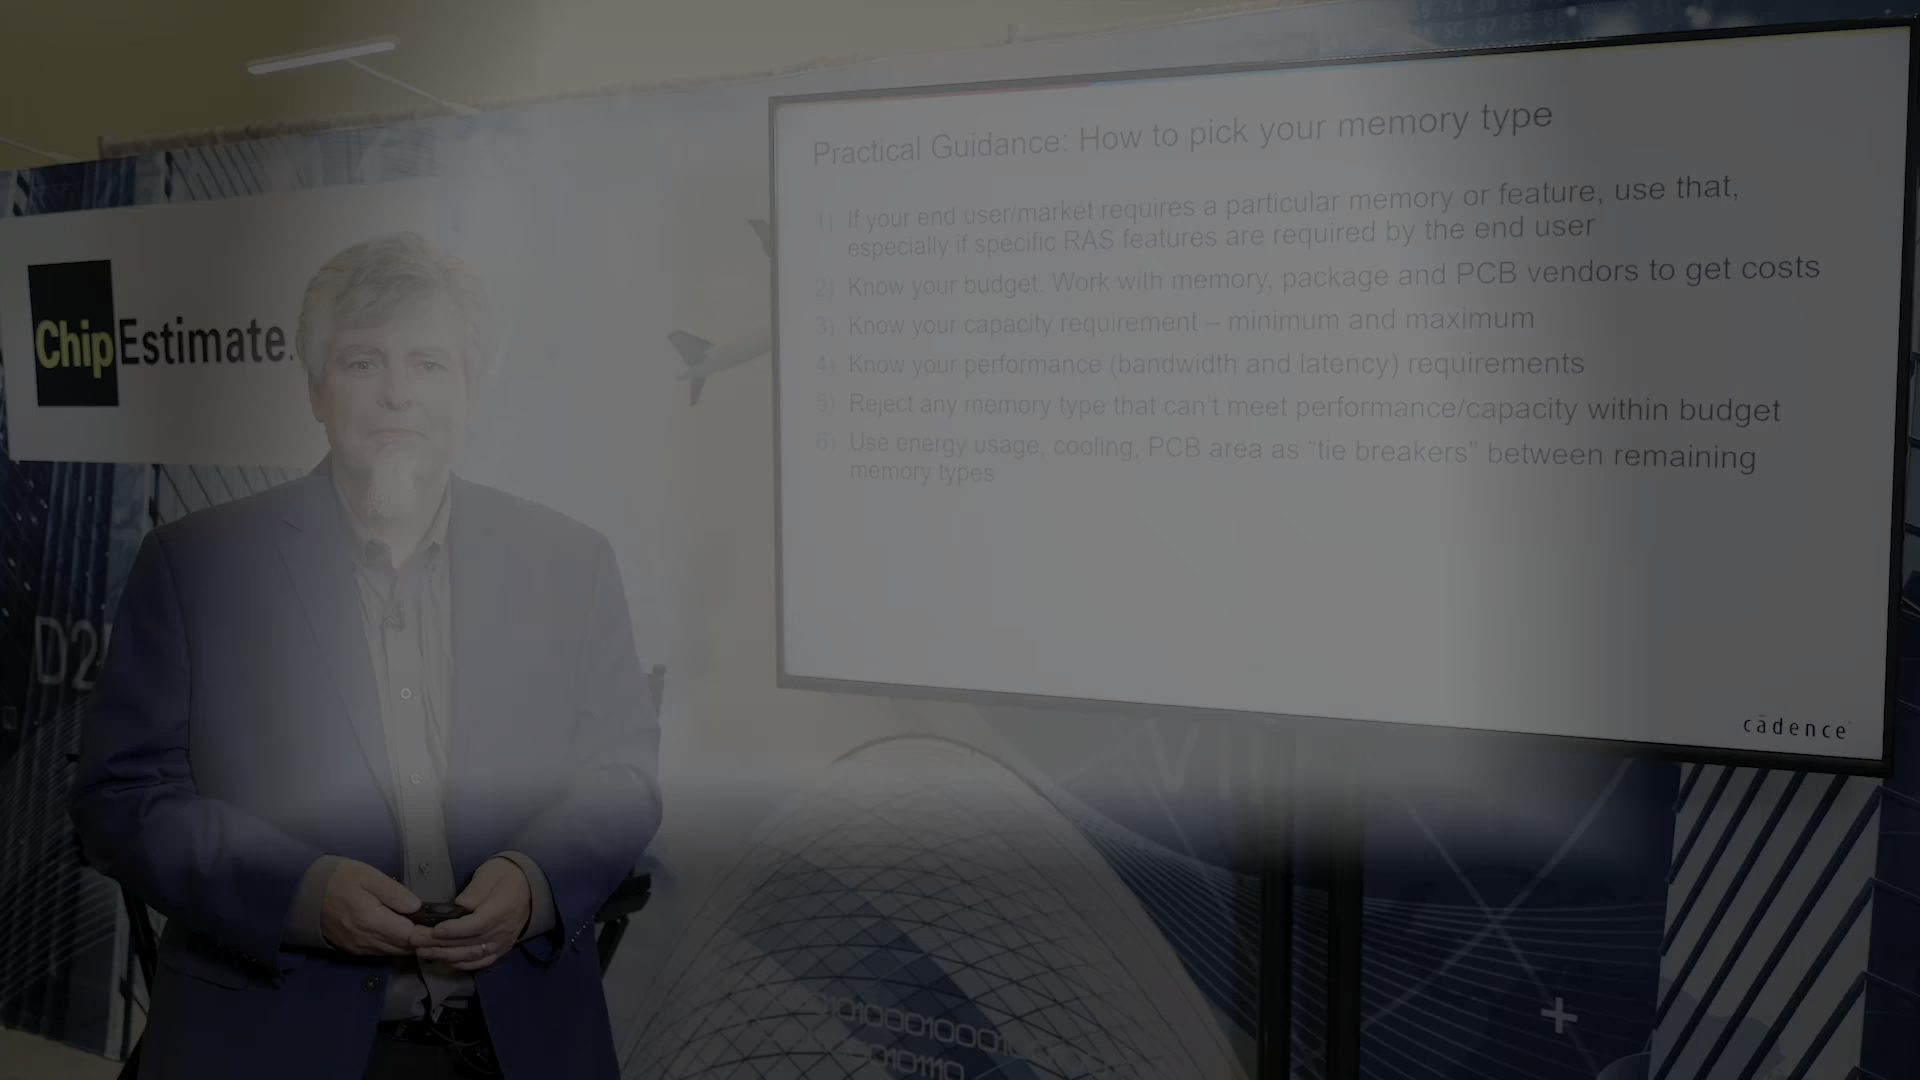 Practical Guidance: How to pick your memory type
1) If your end user/market requires a particular memory or feature, use that,
especially if specific RAS features are required by the end user
2) Know your budget. Work with memory, package and PCB vendors to get costs
3) Know your capacity requirement – minimum and maximum
4) Know your performance (bandwidth and latency) requirements
5) Reject any memory type that can't meet performance/capacity within budget
6) Use energy usage, cooling, PCB area as “tie breakers” between remaining
memory types
cādence
ChipEstimate.
D2